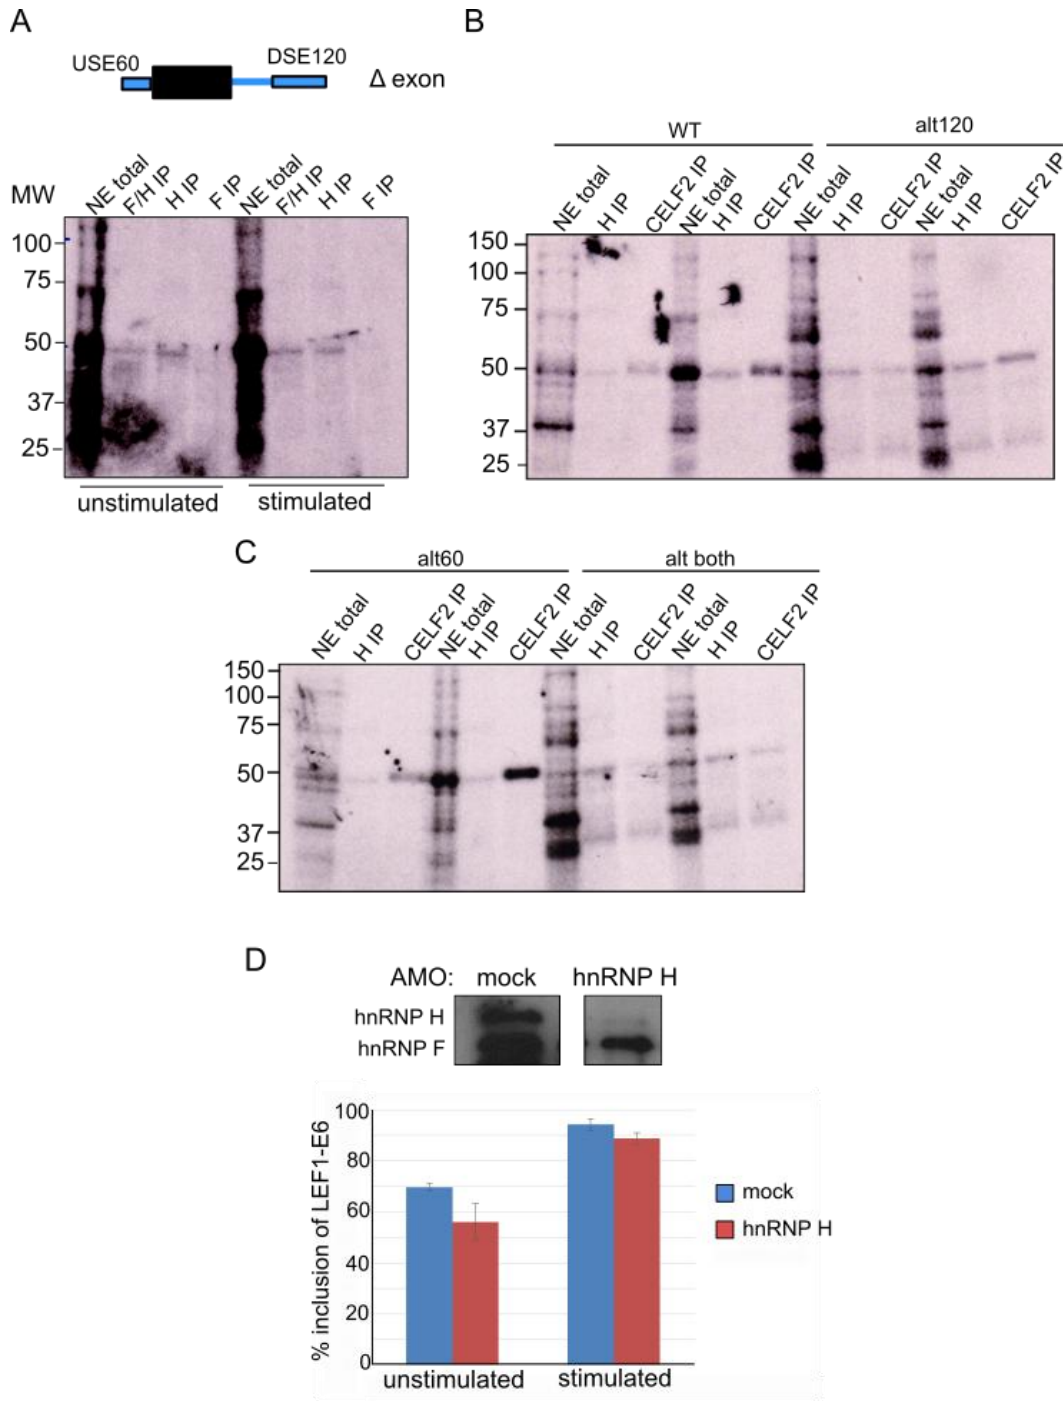 A
USE60
DSE120
Δ exon
MW
NE total
F/H IP
H IP
F IP
NE total
F/H IP
H IP
F IP
100
75
50
37
25
unstimulated
stimulated
B
WT
alt120
NE total
H IP
CELF2 IP
NE total
H IP
CELF2 IP
NE total
H IP
CELF2 IP
NE total
H IP
CELF2 IP
150
100
75
50
37
25
C
alt60
alt both
NE total
H IP
CELF2 IP
NE total
H IP
CELF2 IP
NE total
H IP
CELF2 IP
NE total
H IP
CELF2 IP
150
100
75
50
37
25
D
AMO: mock hnRNP H
hnRNP H
hnRNP F
% inclusion of LEF1-E6
100
80
60
40
20
0
unstimulated
stimulated
mock
hnRNP H